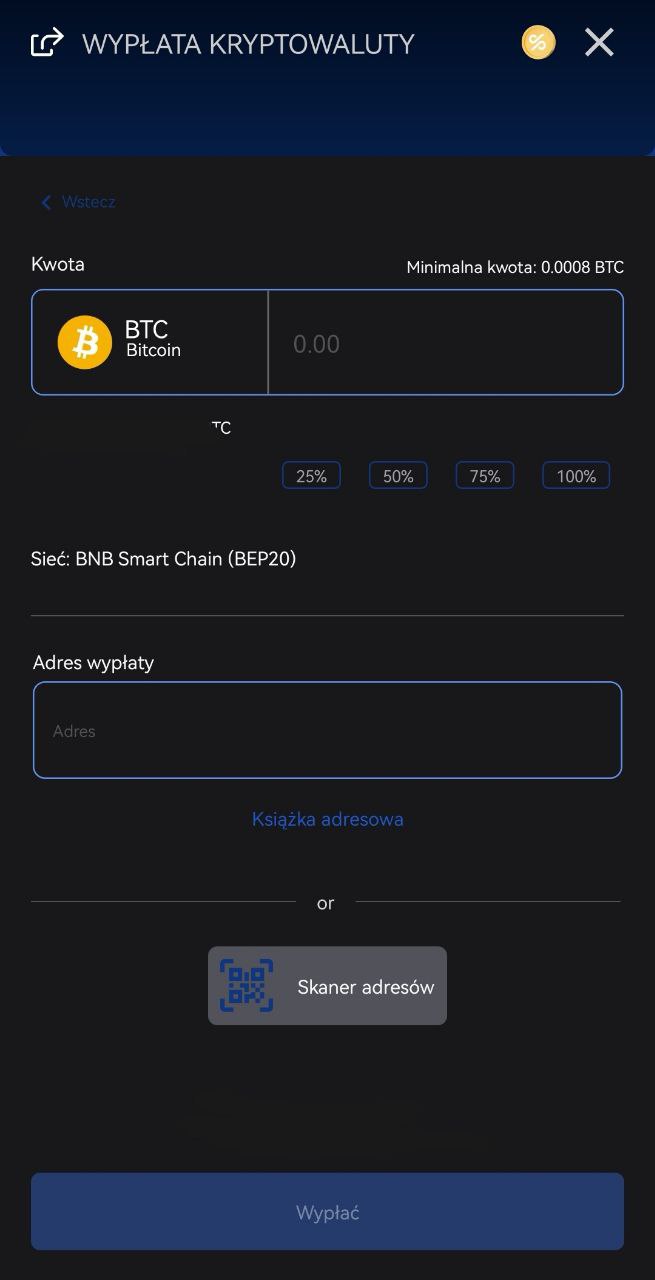 WYPŁATA KRYPTOWALUTY
Wstecz
Kwota
Minimalna kwota: 0.0008 BTC
BTC
Bitcoin
0.00
TC
25% 50% 75% 100%
Sieć: BNB Smart Chain (BEP20)
Adres wypłaty
Adres
Książka adresowa
or
Skaner adresów
Wypłać